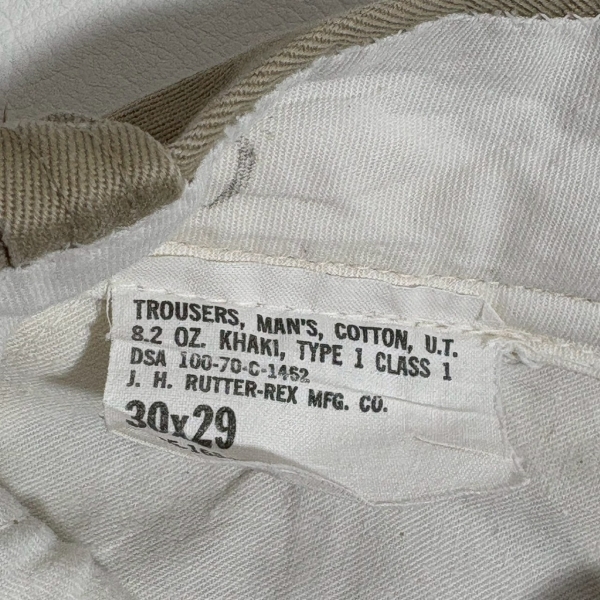 TROUSERS, MAN'S, COTTON, U.T.
8.2 OZ. KHAKI, TYPE 1 CLASS 1
DSA 100-70-C-1462
J. H. RUTTER-REX MFG. CO.
30x29